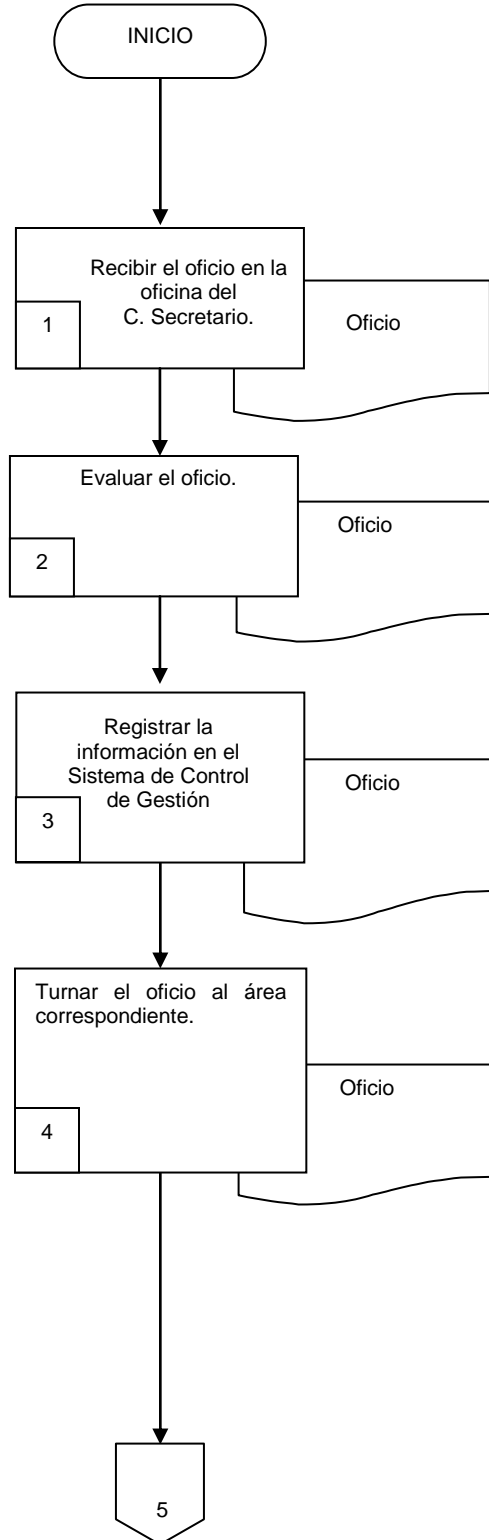 INICIO
Recibir el oficio en la
oficina del
C. Secretario.
1
Oficio
Evaluar el oficio.
2
Oficio
Registrar la
información en el
Sistema de Control
de Gestión
3
Oficio
Turnar el oficio al área
correspondiente.
4
Oficio
5